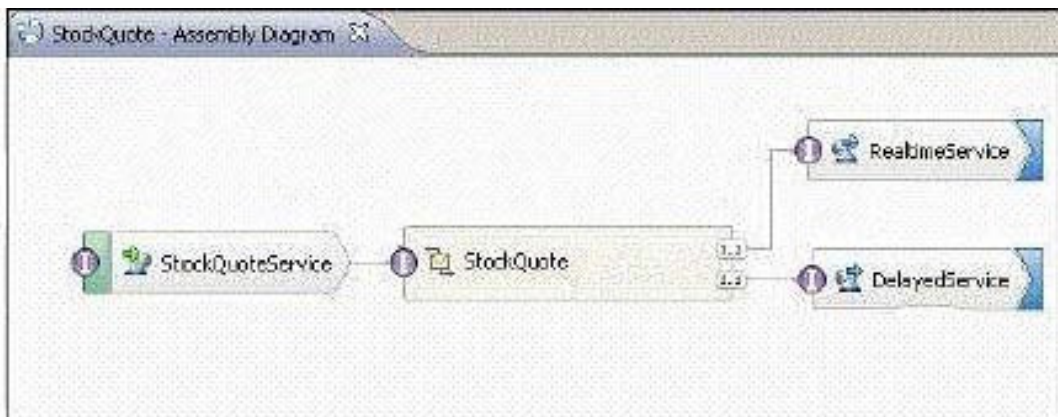 StockQuote - Assembly Diagram
RealtimeService
StockQuoteService
StockQuote
1..1
1..1
DelayedService